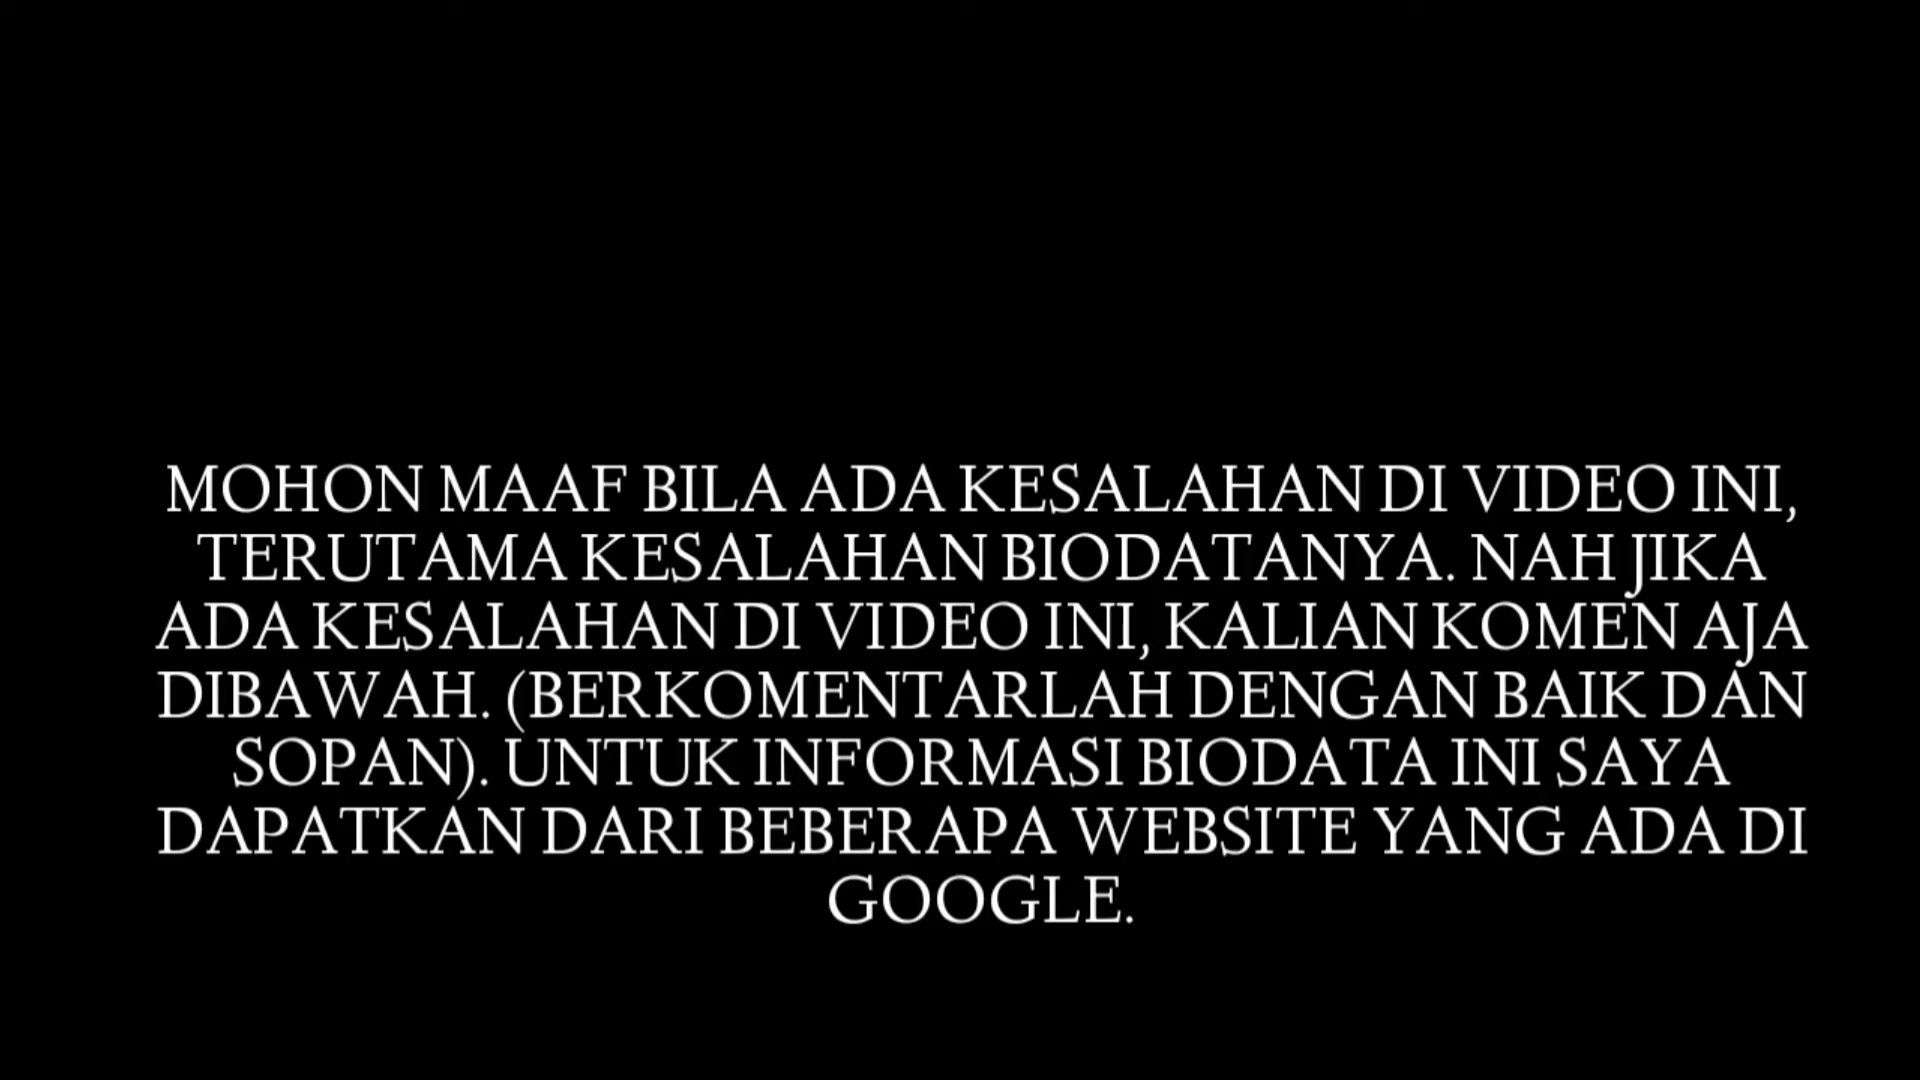 MOHON MAAF BILA ADA KESALAHAN DI VIDEO INI,
TERUTAMA KESALAHAN BIODATANYA. NAH JIKA
ADA KESALAHAN DI VIDEO INI, KALIAN KOMEN AJA
DIBAWAH. (BERKOMENTARLAH DENGAN BAIK DAN
SOPAN). UNTUK INFORMASI BIODATA INI SAYA
DAPATKAN DARI BEBERAPA WEBSITE YANG ADA DI
GOOGLE.